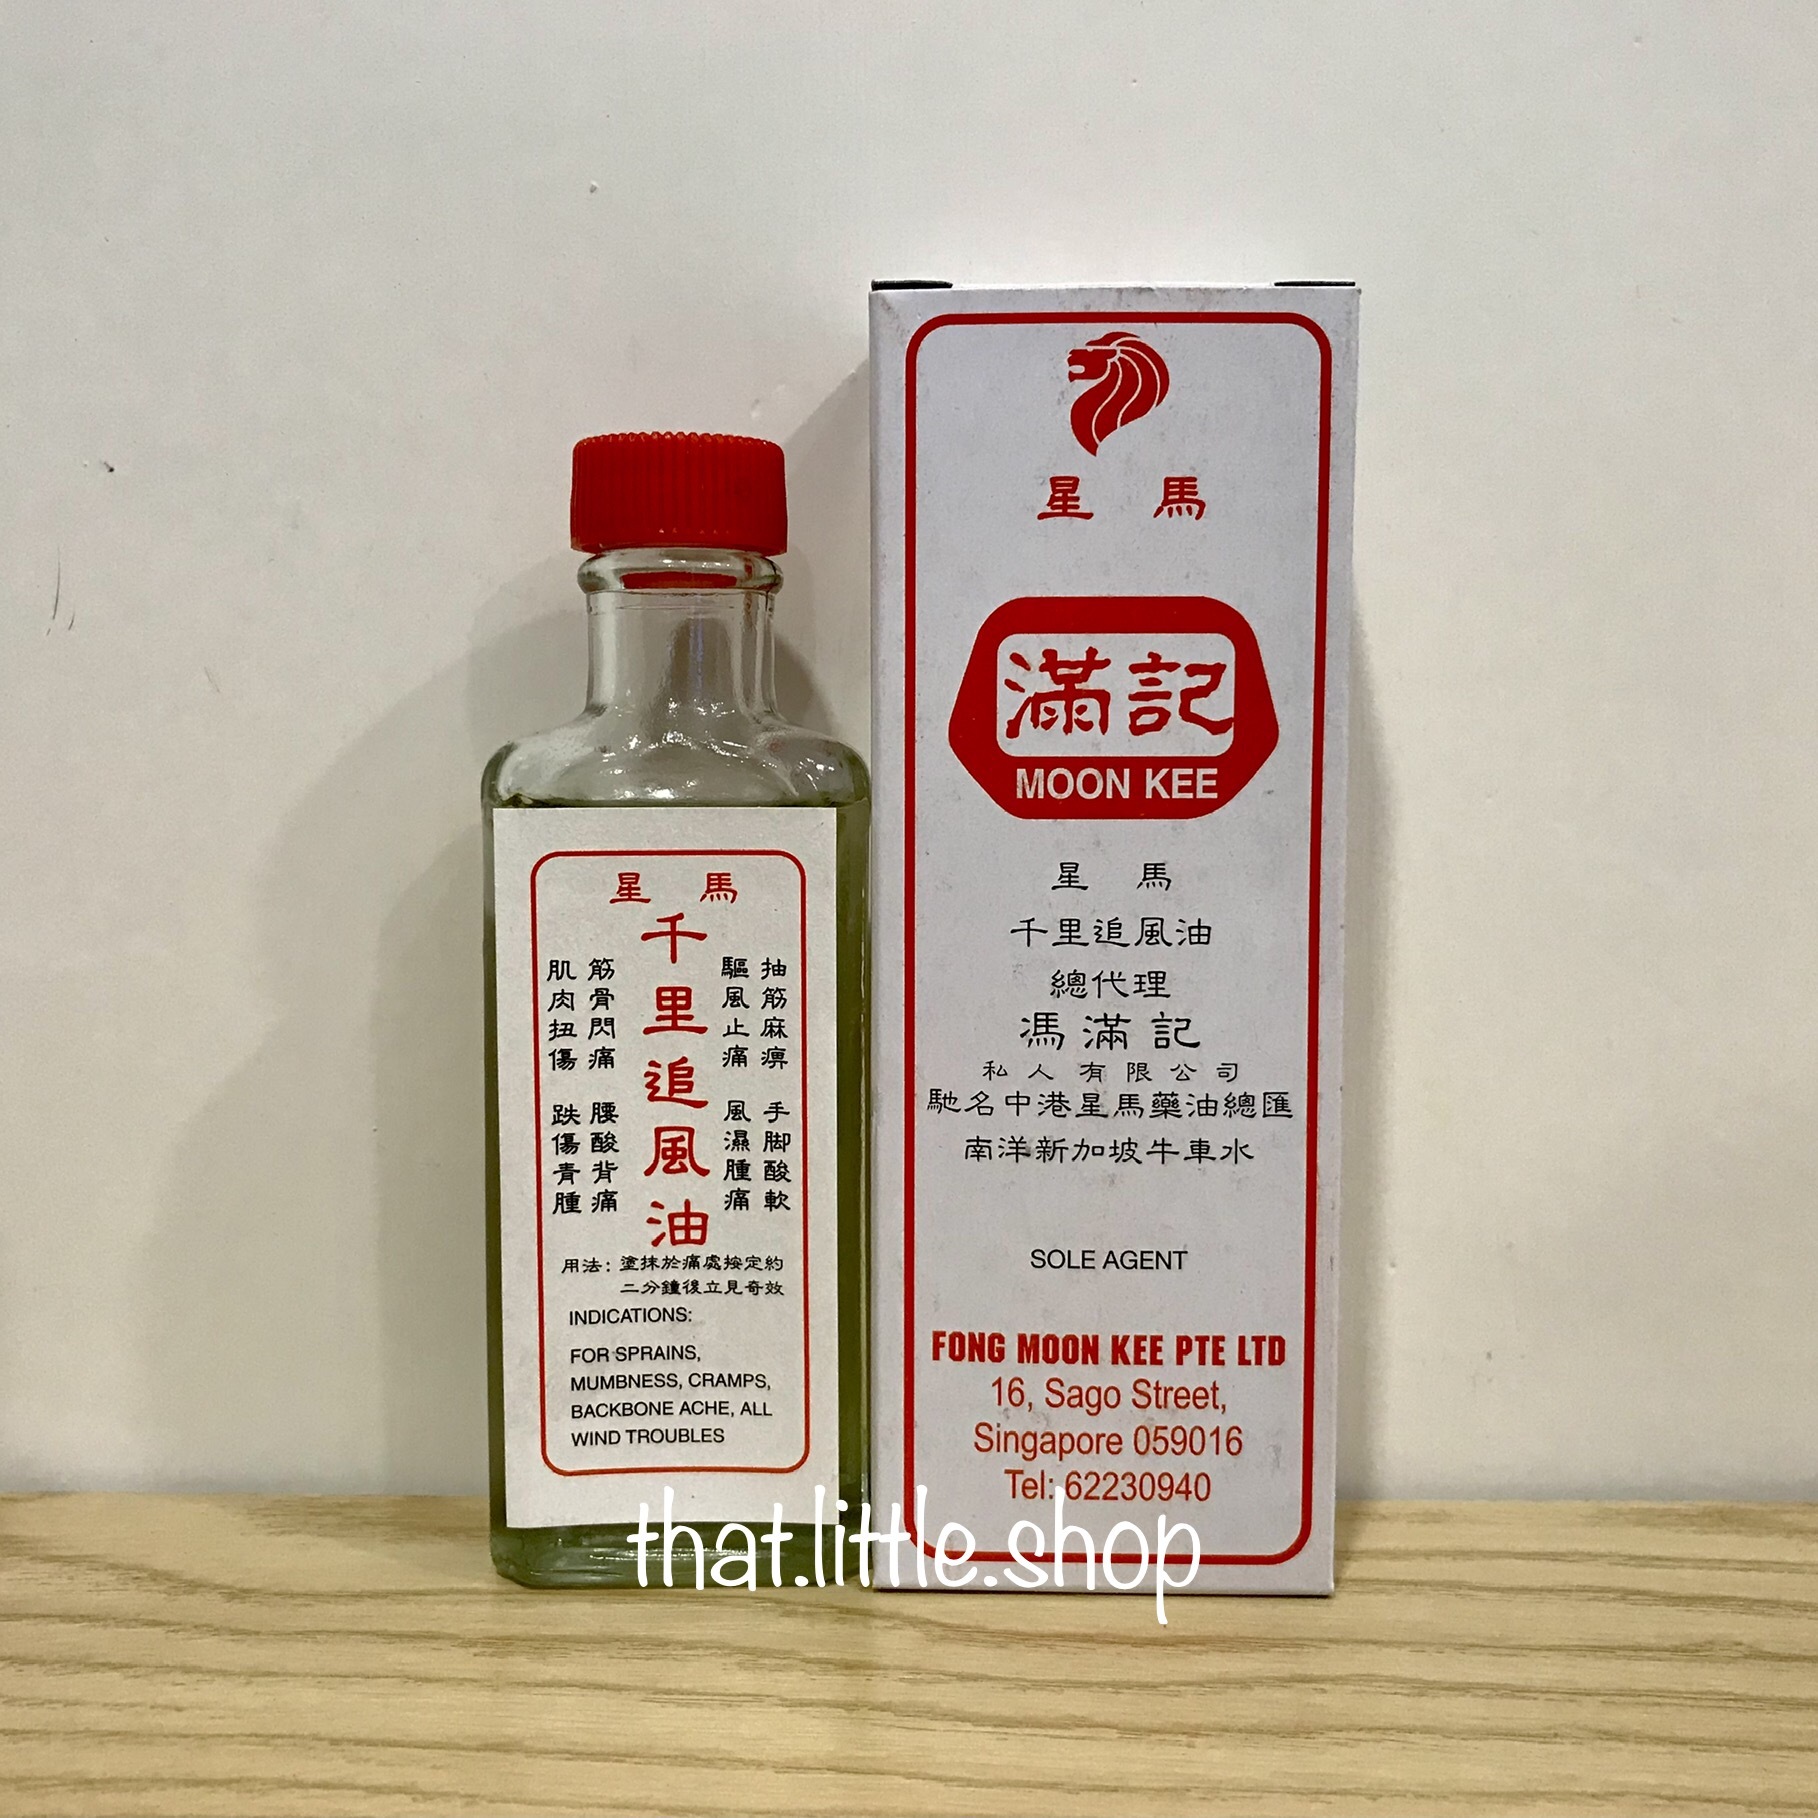 星 馬
千里追風油
抽筋麻痹
驅風止痛
手脚酸軟
風濕腫痛
筋骨閃痛
肌肉扭傷
腰酸背痛
跌傷青腫
用法：塗抹於痛處按定約
二分鐘後立見奇效
INDICATIONS:
FOR SPRAINS,
MUMBNESS, CRAMPS,
BACKBONE ACHE, ALL
WIND TROUBLES
星 馬
滿記
MOON KEE
星 馬
千里追風油
總代理
馮滿記
私人有限公司
馳名中港星馬藥油總匯
南洋新加坡牛車水
SOLE AGENT
FONG MOON KEE PTE LTD
16, Sago Street,
Singapore 059016
Tel: 62230940
that.little.shop